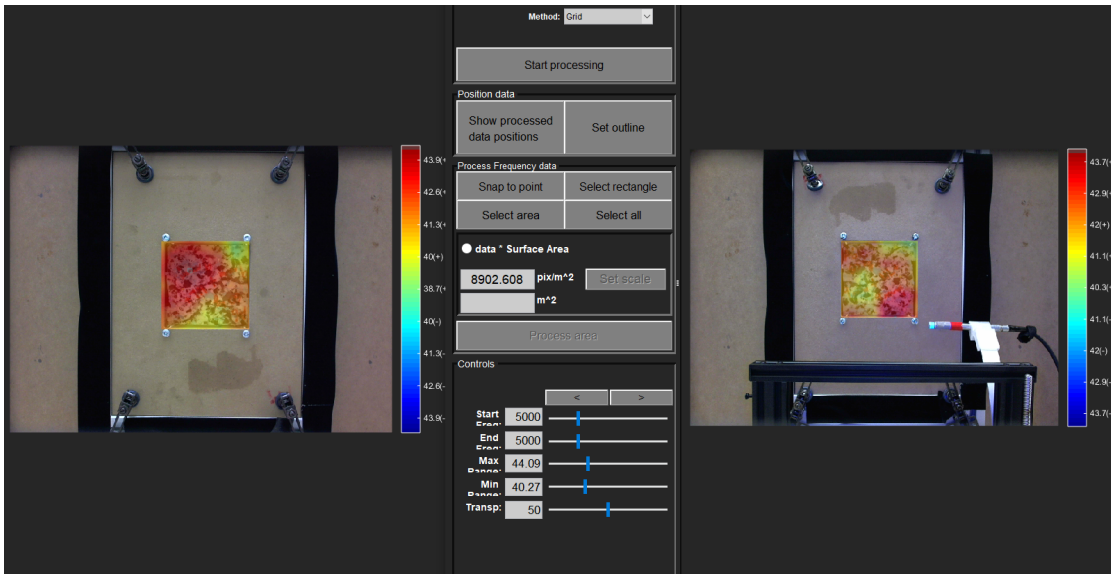 Method: Grid
Start processing
Position data
Show processed
data positions
Set outline
Process Frequency data
Snap to point
Select rectangle
Select area
Select all
data * Surface Area
8902.608 pix/m^2
Set scale
m^2
Process area
Controls
< >
Start
5000
End
5000
Max
44.09
Min
40.27
Transp: 50
43.9(+
42.6(+
41.3(+
40(+)
38.7(+
40(-)
41.3(-
42.6(-
43.9(-
43.7(+
42.9(+
42(+)
41.1(+
40.3(+
41.1(-
42(-)
42.9(-
43.7(-